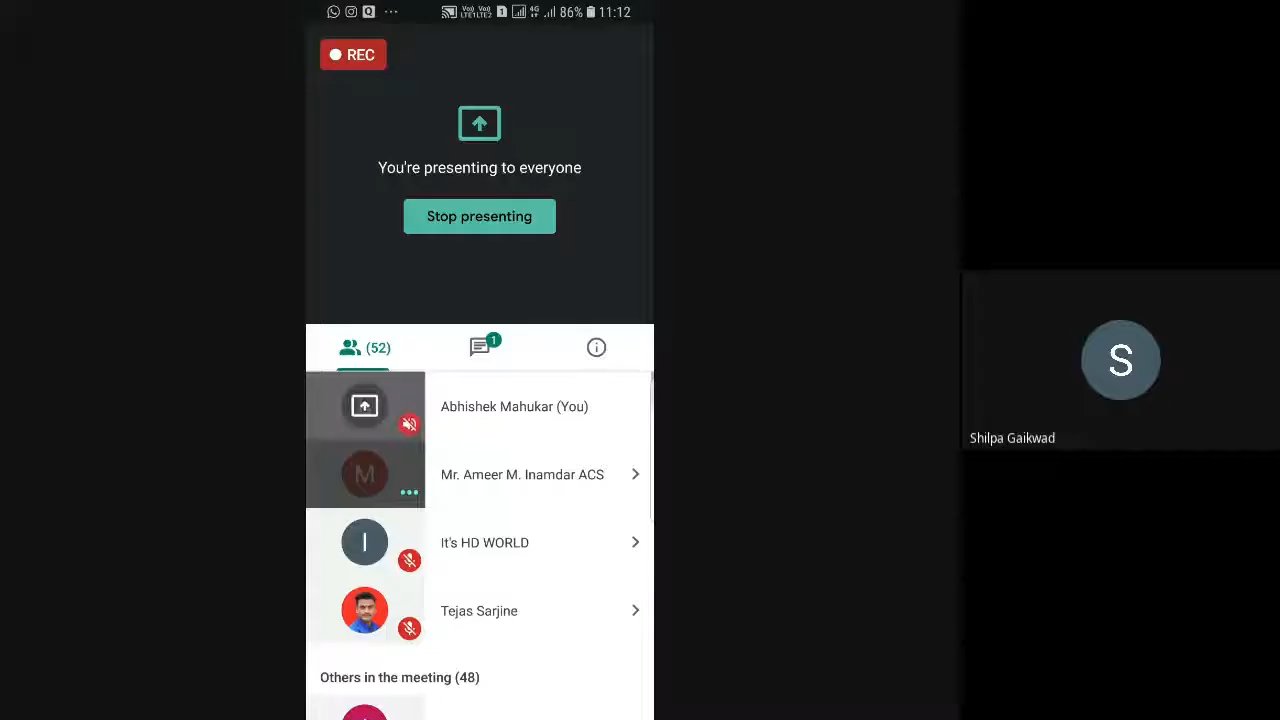 86% 11:12
REC
You're presenting to everyone
Stop presenting
(52)
1
Abhishek Mahukar (You)
M
Mr. Ameer M. Inamdar ACS
I
It's HD WORLD
Tejas Sarjine
Others in the meeting (48)
S
Shilpa Gaikwad